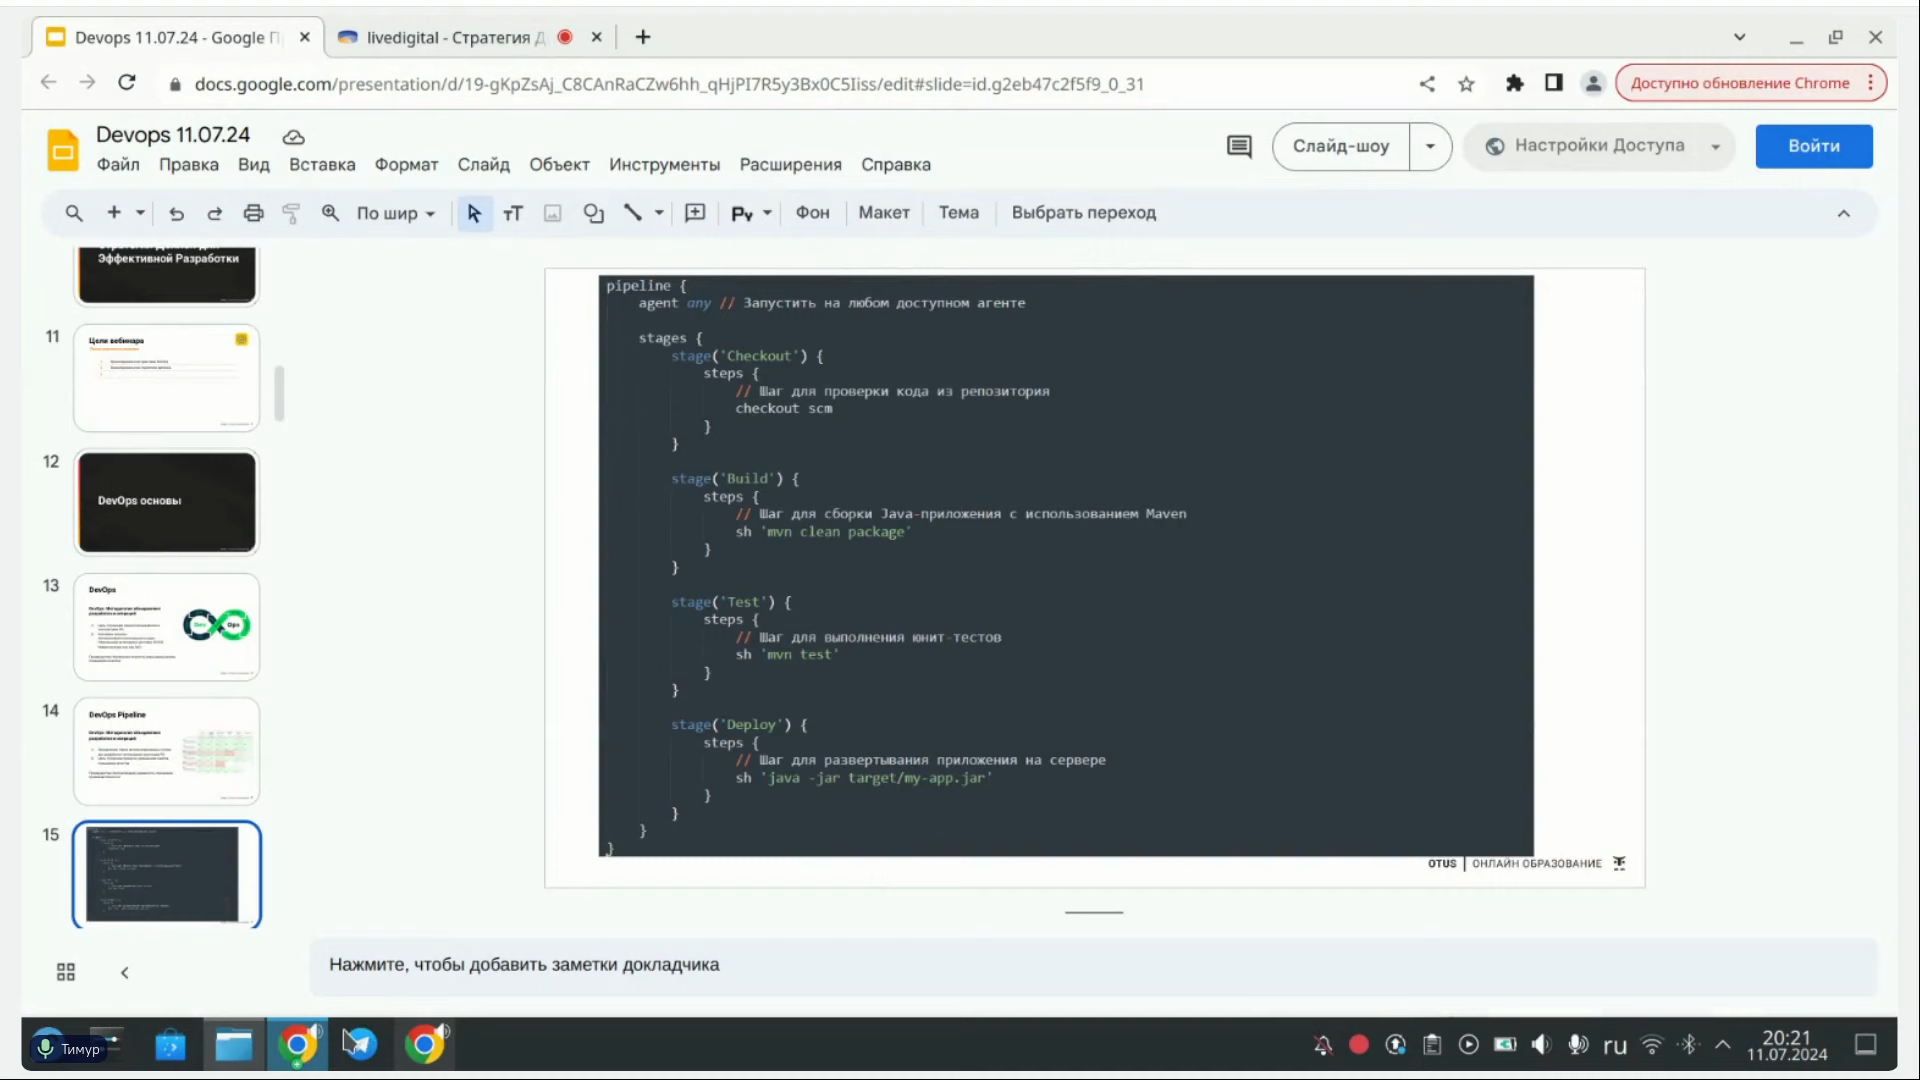 Devops 11.07.24 - Google П
livedigital - Стратегия Д
docs.google.com/presentation/d/19-gKpZsAj_C8CAnRaCZw6hh_qHjPI7R5y3Bx0C5Iiss/edit#slide=id.g2eb47c2f5f9_0_31
Доступно обновление Chrome
Devops 11.07.24
Файл Правка Вид Вставка Формат Слайд Объект Инструменты Расширения Справка
Слайд-шоу
Настройки Доступа
Войти
По шир
Фон Макет Тема Выбрать переход
Эффективной Разработки
11
Цели вебинара
12
DevOps основы
13
DevOps
Dev Ops
14
DevOps Pipeline
15
pipeline {
agent any // Запустить на любом доступном агенте
stages {
stage('Checkout') {
steps {
// Шаг для проверки кода из репозитория
checkout scm
}
}
stage('Build') {
steps {
// Шаг для сборки Java-приложения с использованием Maven
sh 'mvn clean package'
}
}
stage('Test') {
steps {
// Шаг для выполнения юнит-тестов
sh 'mvn test'
}
}
stage('Deploy') {
steps {
// Шаг для развертывания приложения на сервере
sh 'java -jar target/my-app.jar'
}
}
}
}
OTUS | ОНЛАЙН ОБРАЗОВАНИЕ
Нажмите, чтобы добавить заметки докладчика
Тимур
ru
20:21
11.07.2024